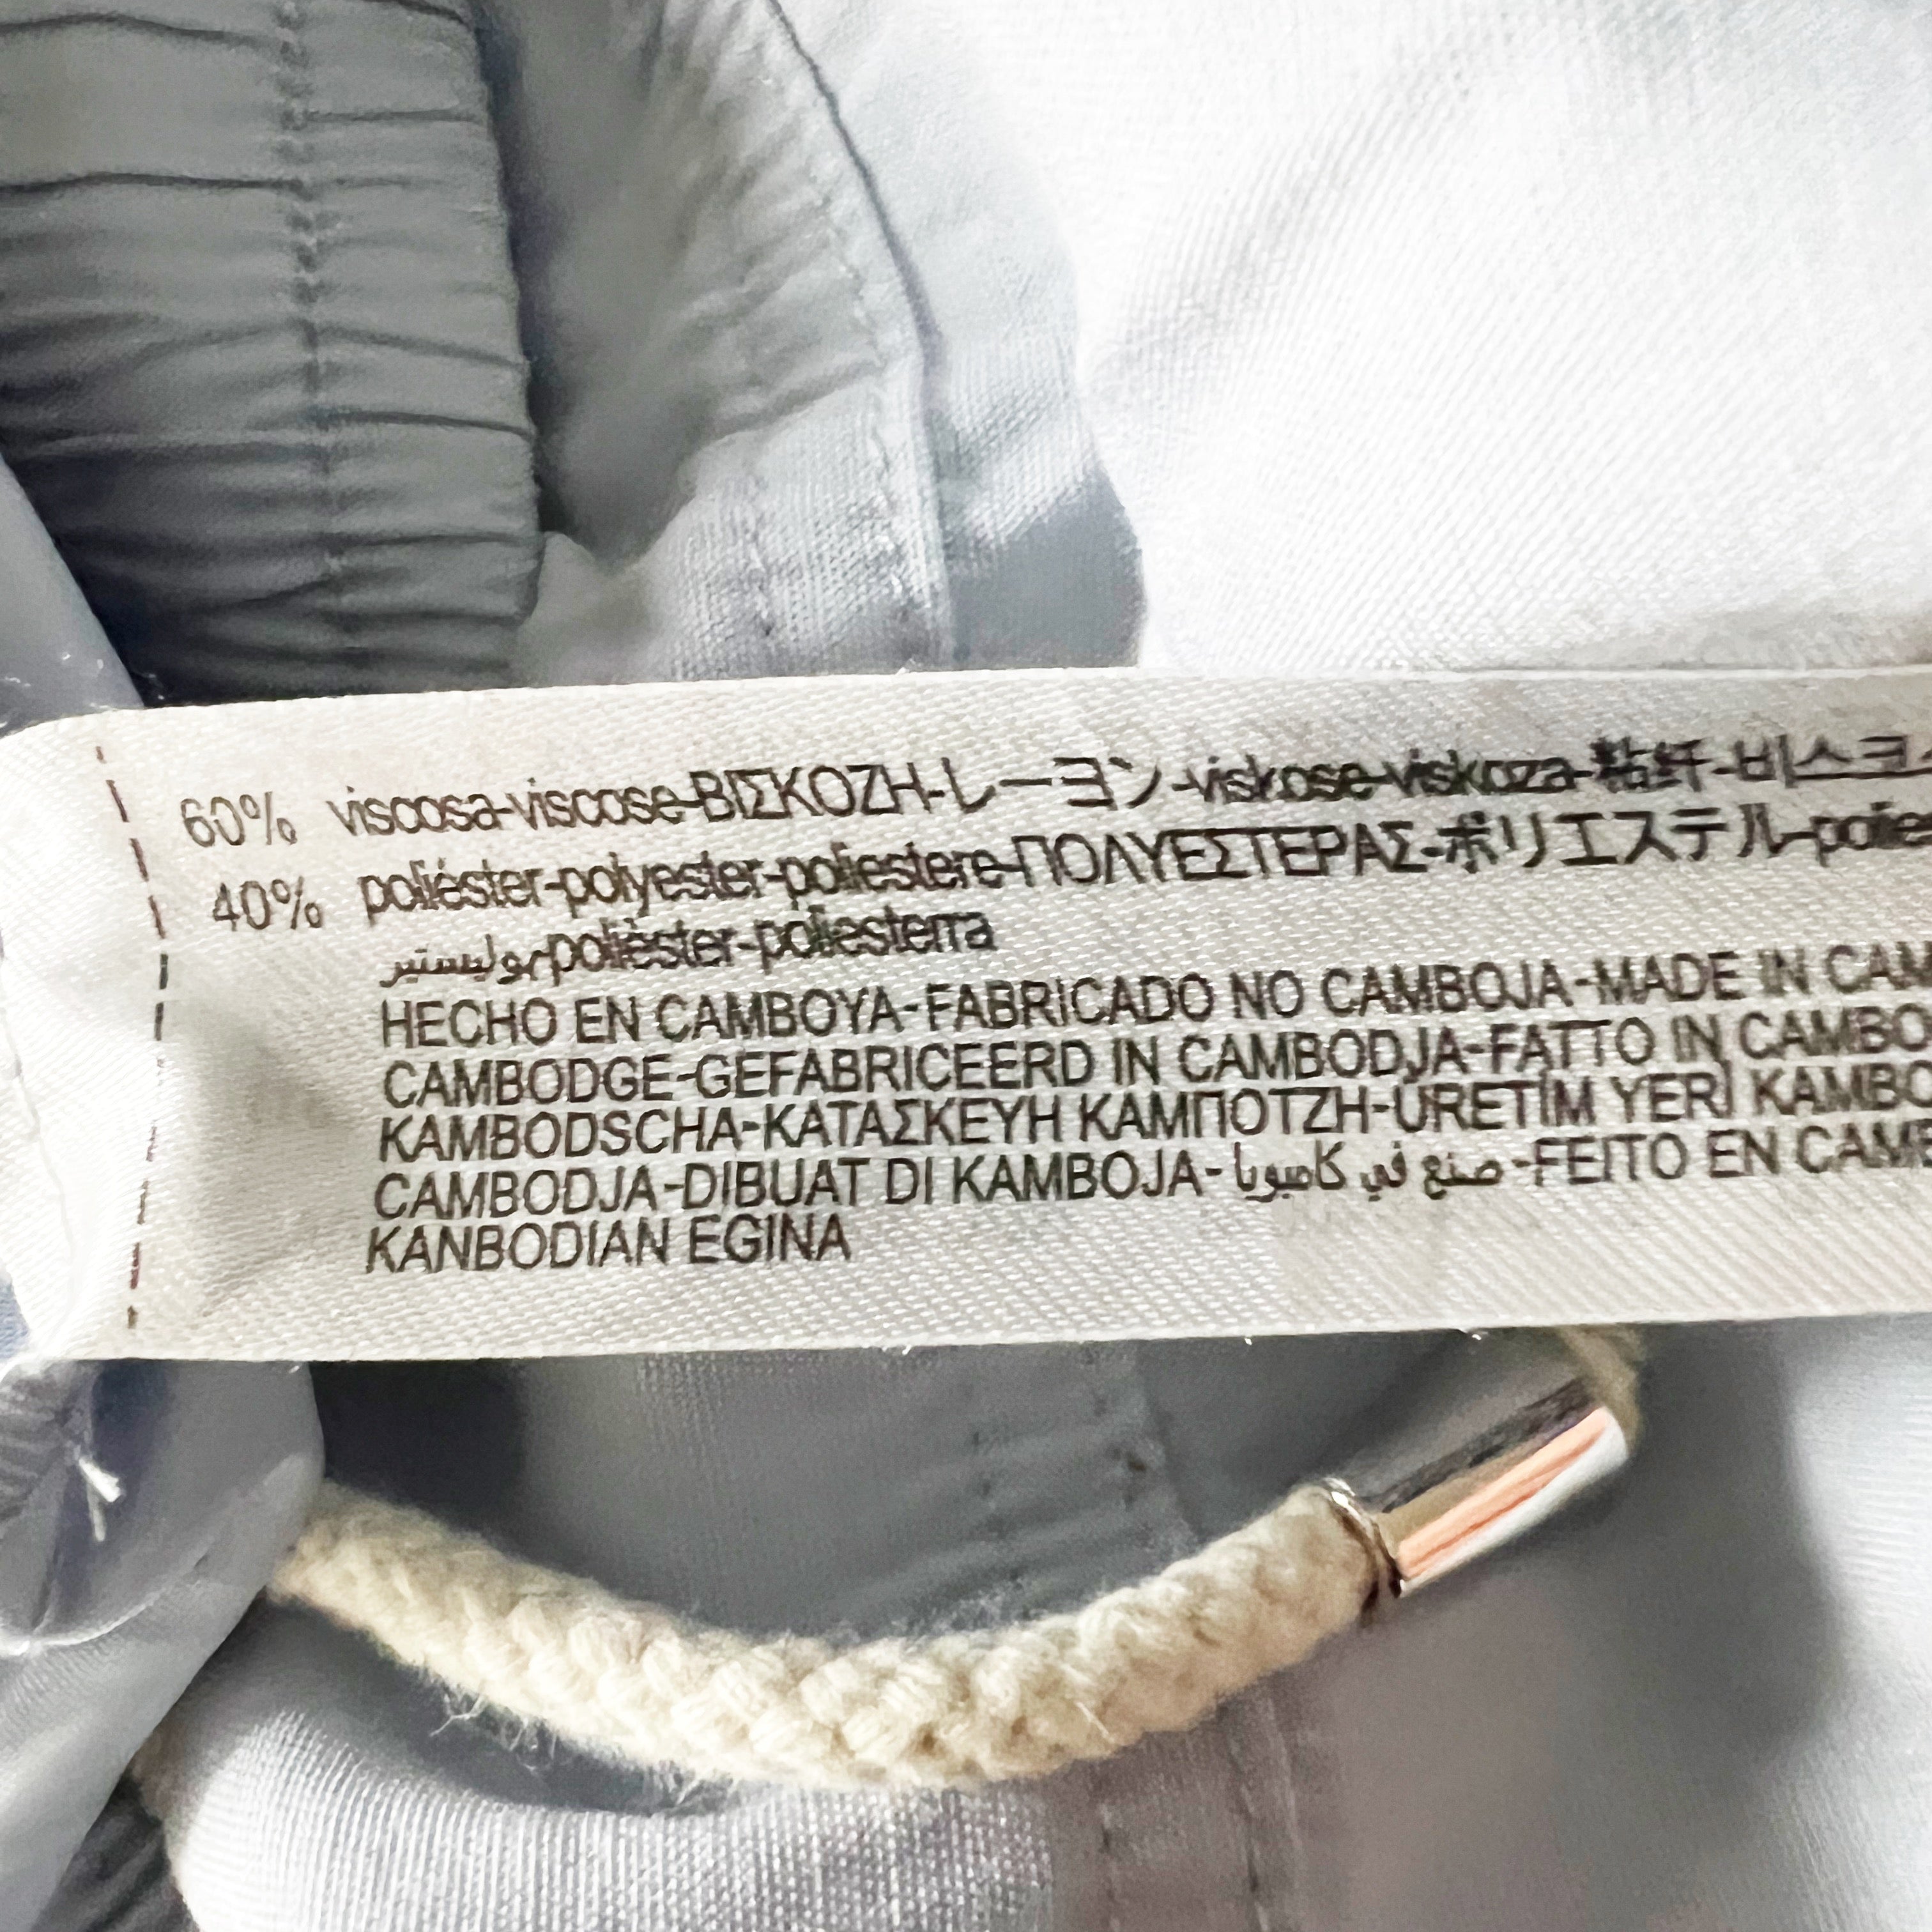 60% viscosa-viscose-ΒΙΣΚΟΖΗ-レーヨン-viskose-viskoza-粘纤-비스코
40% poliéster-polyester-poliestere-ΠΟΛΥΕΣΤΕΡΑΣ-ポリエステル-polie
بوليستير-polièster-poliesterra
HECHO EN CAMBOYA-FABRICADO NO CAMBOJA-MADE IN CAM
CAMBODGE-GEFABRICEERD IN CAMBODJA-FATTO IN CAMBO
KAMBODSCHA-ΚΑΤΑΣΚΕΥΗ ΚΑΜΠΟΤΖΗ-ÜRETİM YERİ KAMBO
CAMBODJA-DIBUAT DI KAMBOJA-صنع في كامبوديا-FEITO EN CAMB
KANBODIAN EGINA